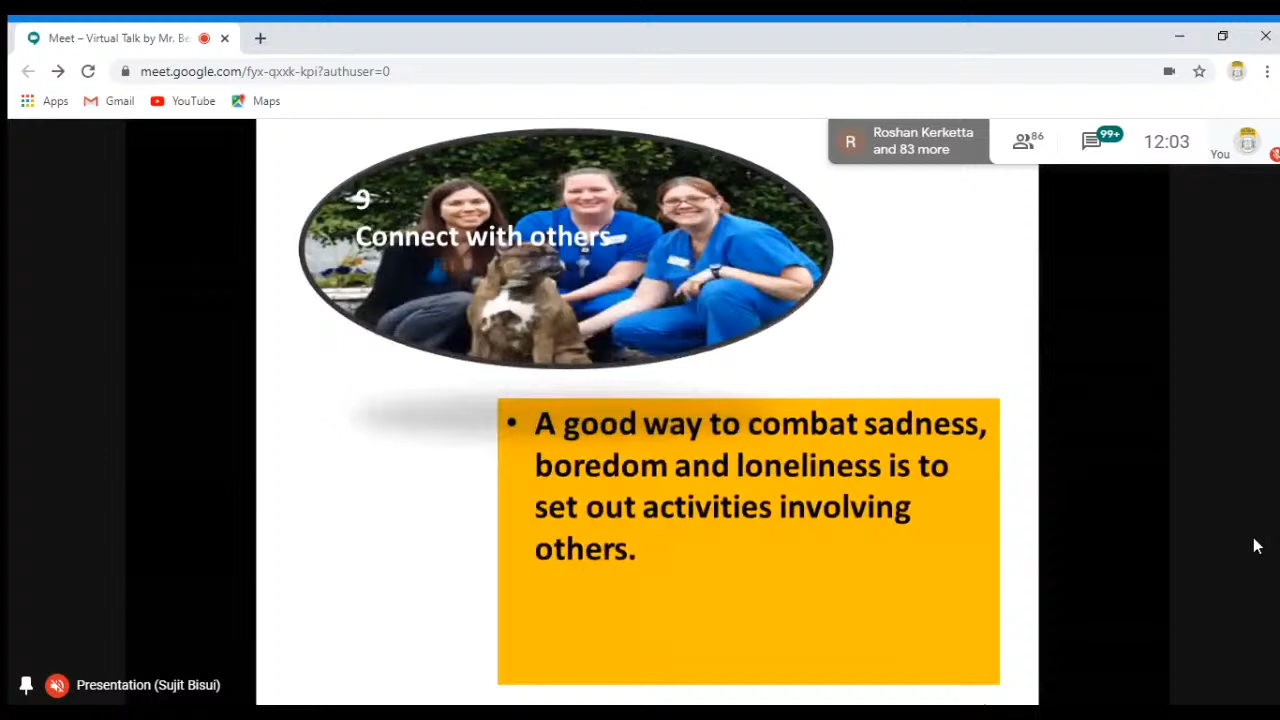 Meet – Virtual Talk by Mr. Be
meet.google.com/fyx-qxxk-kpi?authuser=0
Apps Gmail YouTube Maps
Roshan Kerketta
and 83 more
R
86
99+
12:03
You
9
Connect with others
• A good way to combat sadness,
boredom and loneliness is to
set out activities involving
others.
Presentation (Sujit Bisui)